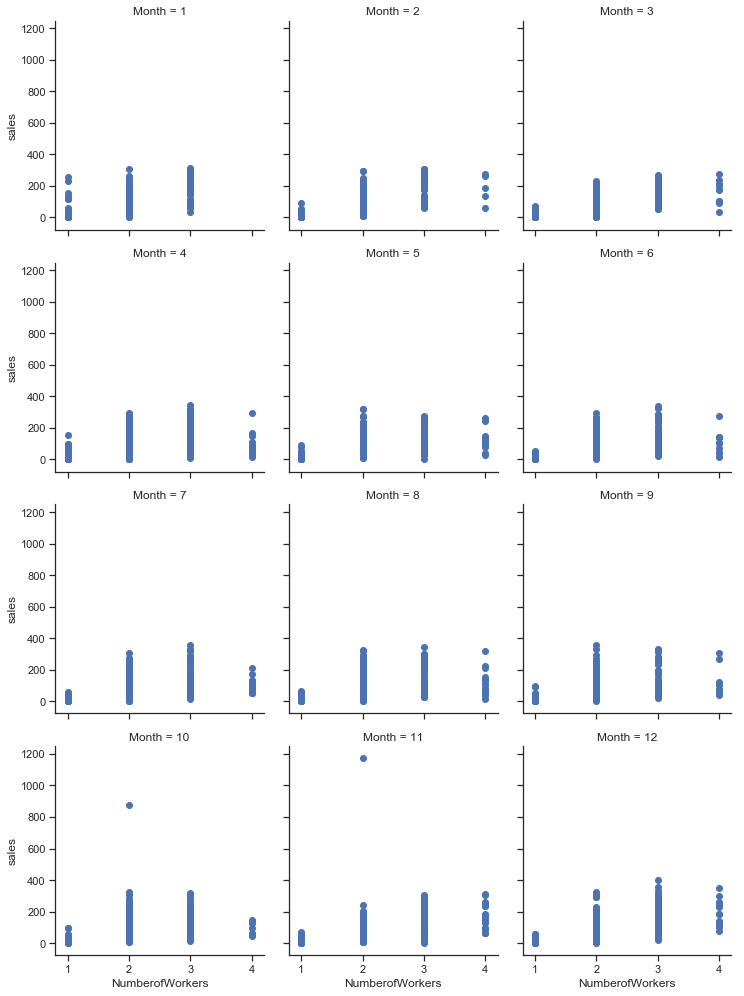 Month = 1 Month = 2 Month = 3
1200
1000
800
600
400
200
0
sales
Month = 4 Month = 5 Month = 6
1200
1000
800
600
400
200
0
sales
Month = 7 Month = 8 Month = 9
1200
1000
800
600
400
200
0
sales
Month = 10 Month = 11 Month = 12
1200
1000
800
600
400
200
0
sales
1 2 3 4 1 2 3 4 1 2 3 4
NumberofWorkers NumberofWorkers NumberofWorkers